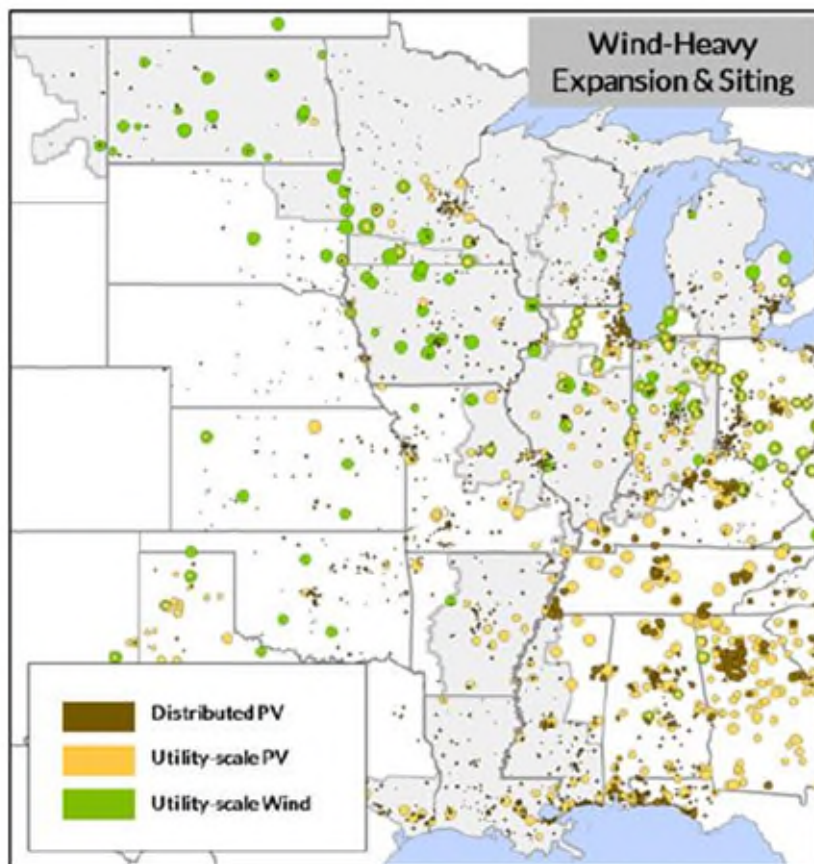 Wind-Heavy
Expansion & Siting
Distributed PV
Utility-scale PV
Utility-scale Wind